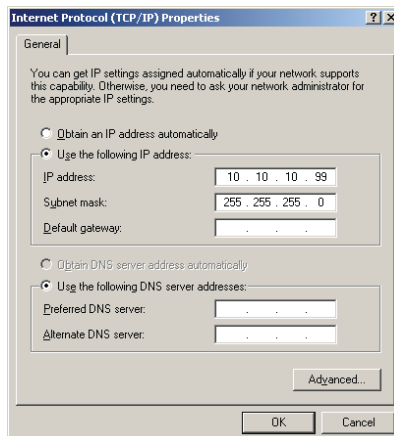 Internet Protocol (TCP/IP) Properties
General
You can get IP settings assigned automatically if your network supports
this capability. Otherwise, you need to ask your network administrator for
the appropriate IP settings.
Obtain an IP address automatically
Use the following IP address:
IP address: 10 . 10 . 10 . 99
Subnet mask: 255 . 255 . 255 . 0
Default gateway: . . .
Obtain DNS server address automatically
Use the following DNS server addresses:
Preferred DNS server: . . .
Alternate DNS server: . . .
Advanced...
OK Cancel